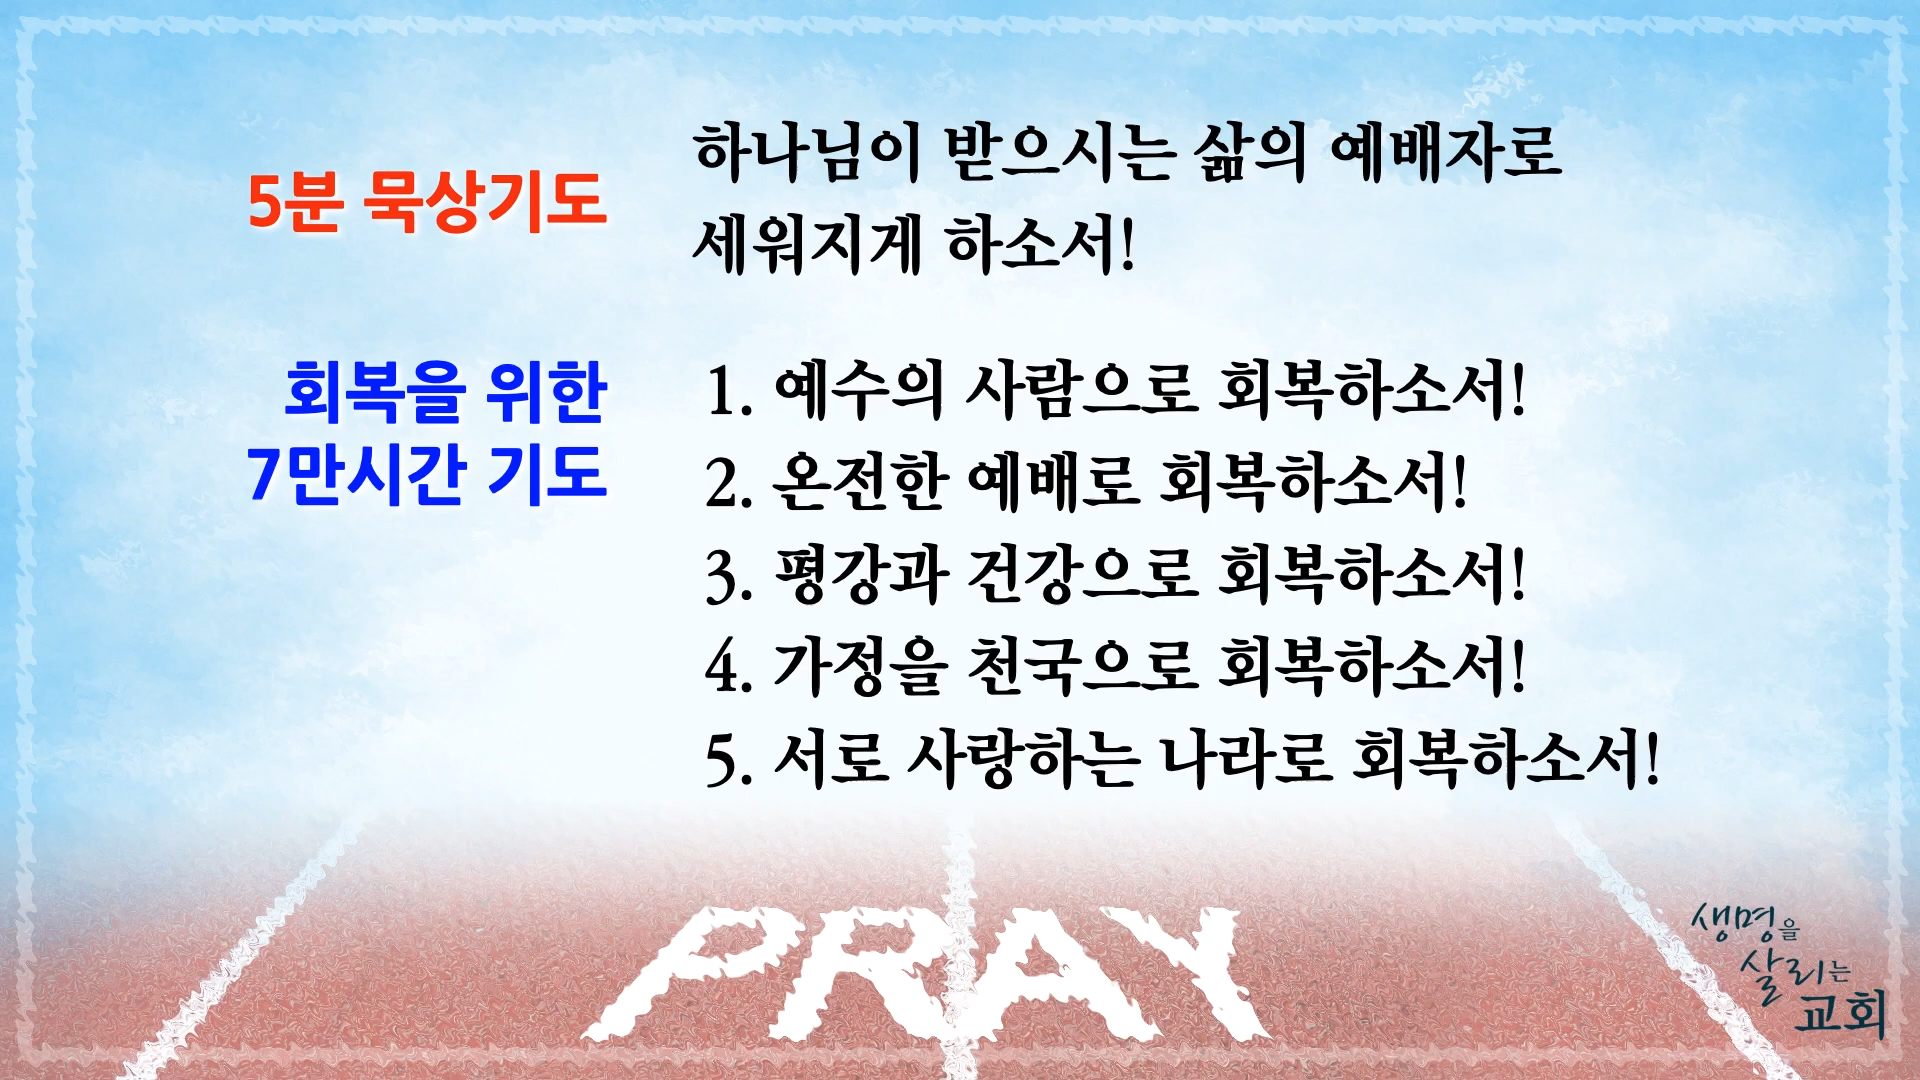 5분 묵상기도
하나님이 받으시는 삶의 예배자로
세워지게 하소서!
회복을 위한
7만시간 기도
1. 예수의 사람으로 회복하소서!
2. 온전한 예배로 회복하소서!
3. 평강과 건강으로 회복하소서!
4. 가정을 천국으로 회복하소서!
5. 서로 사랑하는 나라로 회복하소서!
PRAY
생명을
살리는
교회